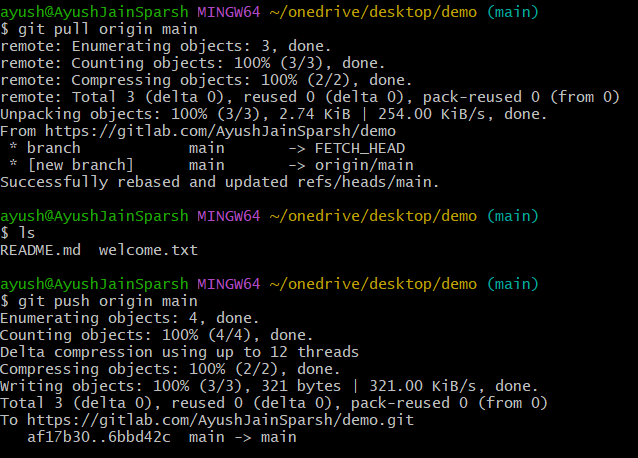 ayush@AyushJainSparsh MINGW64 ~/onedrive/desktop/demo (main)
$ git pull origin main
remote: Enumerating objects: 3, done.
remote: Counting objects: 100% (3/3), done.
remote: Compressing objects: 100% (2/2), done.
remote: Total 3 (delta 0), reused 0 (delta 0), pack-reused 0 (from 0)
Unpacking objects: 100% (3/3), 2.74 KiB | 254.00 KiB/s, done.
From https://gitlab.com/AyushJainSparsh/demo
 * branch            main       -> FETCH_HEAD
 * [new branch]      main       -> origin/main
Successfully rebased and updated refs/heads/main.
ayush@AyushJainSparsh MINGW64 ~/onedrive/desktop/demo (main)
$ ls
README.md  welcome.txt
ayush@AyushJainSparsh MINGW64 ~/onedrive/desktop/demo (main)
$ git push origin main
Enumerating objects: 4, done.
Counting objects: 100% (4/4), done.
Delta compression using up to 12 threads
Compressing objects: 100% (2/2), done.
Writing objects: 100% (3/3), 321 bytes | 321.00 KiB/s, done.
Total 3 (delta 0), reused 0 (delta 0), pack-reused 0 (from 0)
To https://gitlab.com/AyushJainSparsh/demo.git
   af17b30..6bbd42c  main -> main